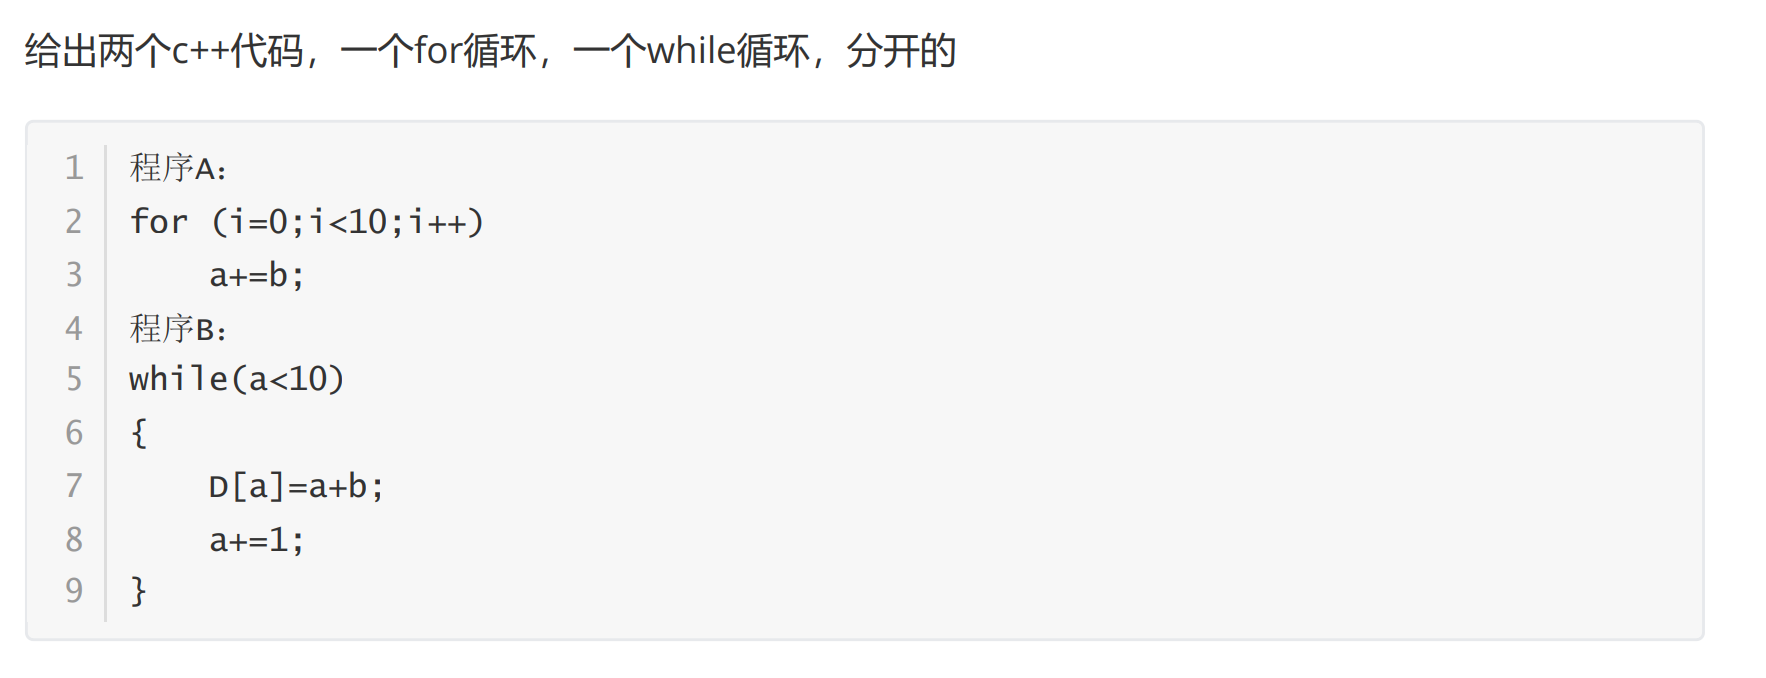 给出两个c++代码，一个for循环，一个while循环，分开的
1 程序A：
2 for (i=0;i<10;i++)
3     a+=b;
4 程序B：
5 while(a<10)
6 {
7     D[a]=a+b;
8     a+=1;
9 }